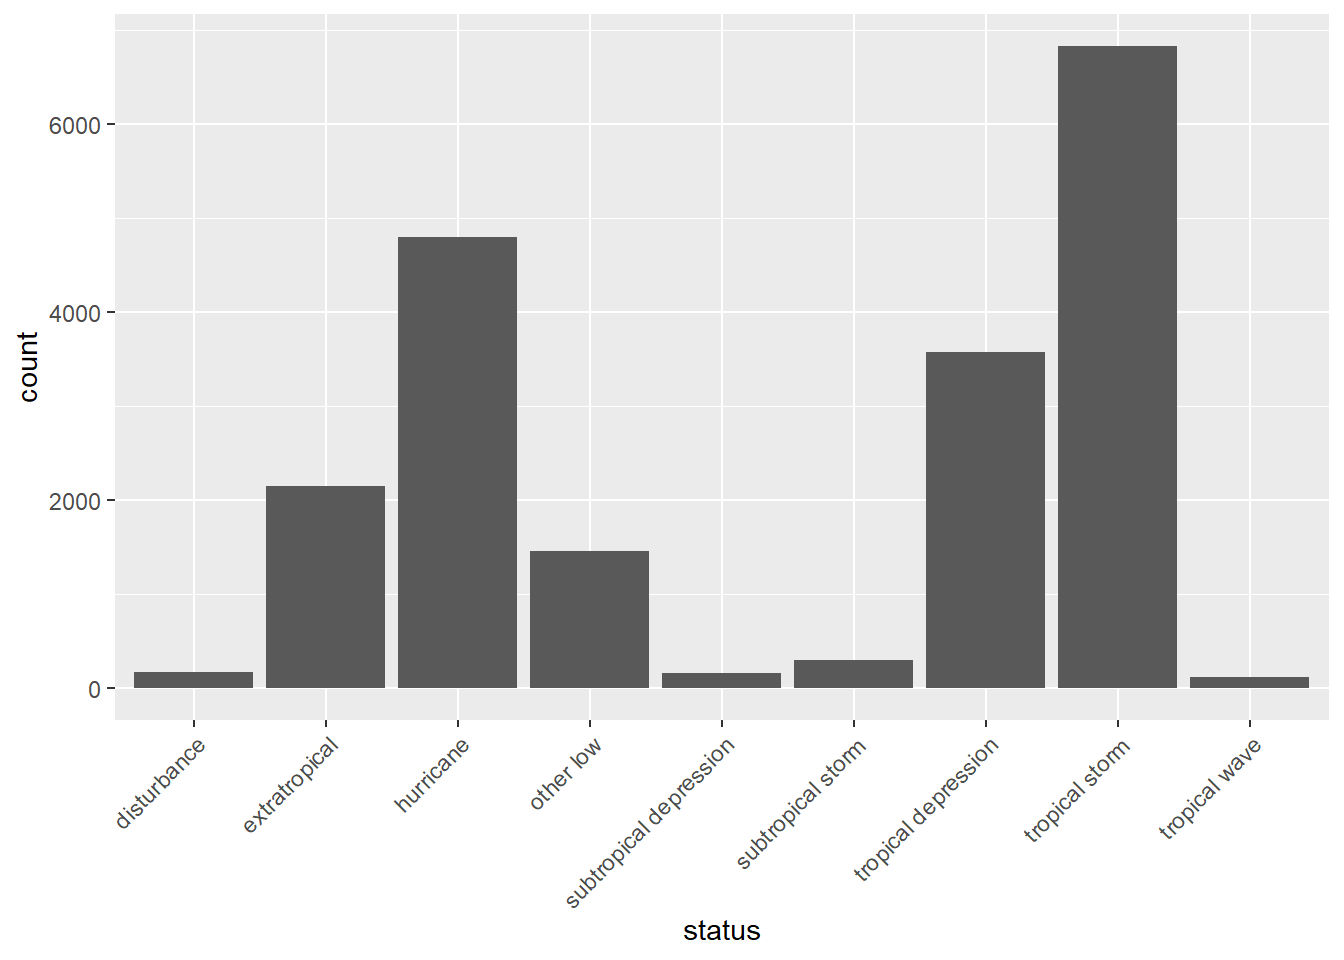 6000
4000
2000
0
count
disturbance
extratropical
hurricane
other low
subtropical depression
subtropical storm
tropical depression
tropical storm
tropical wave
status